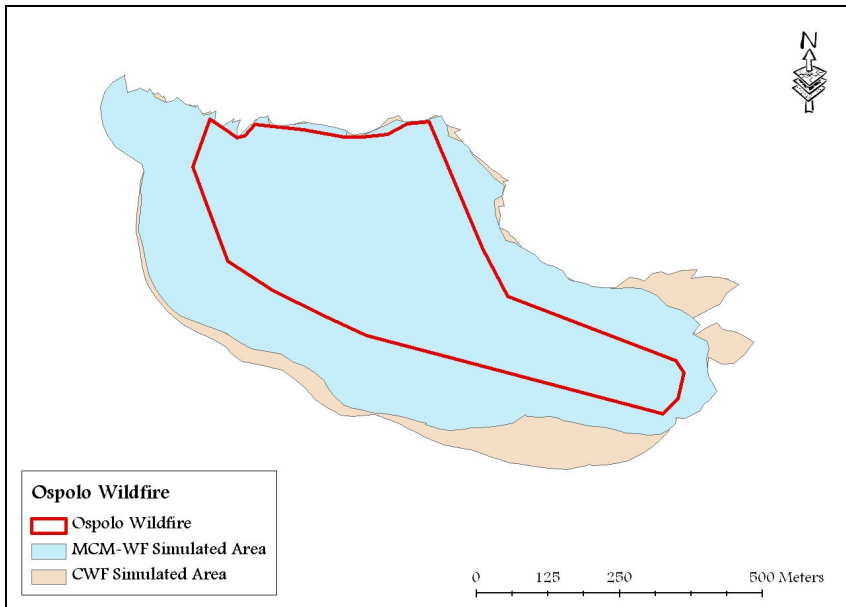 N
Ospolo Wildfire
Ospolo Wildfire
MCM-WF Simulated Area
CWF Simulated Area
0 125 250 500 Meters